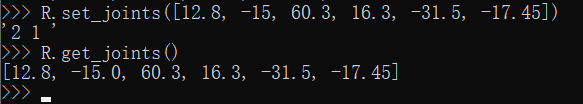 >>> R.set_joints([12.8, -15, 60.3, 16.3, -31.5, -17.45])
'2 1 '
>>> R.get_joints()
[12.8, -15.0, 60.3, 16.3, -31.5, -17.45]
>>>